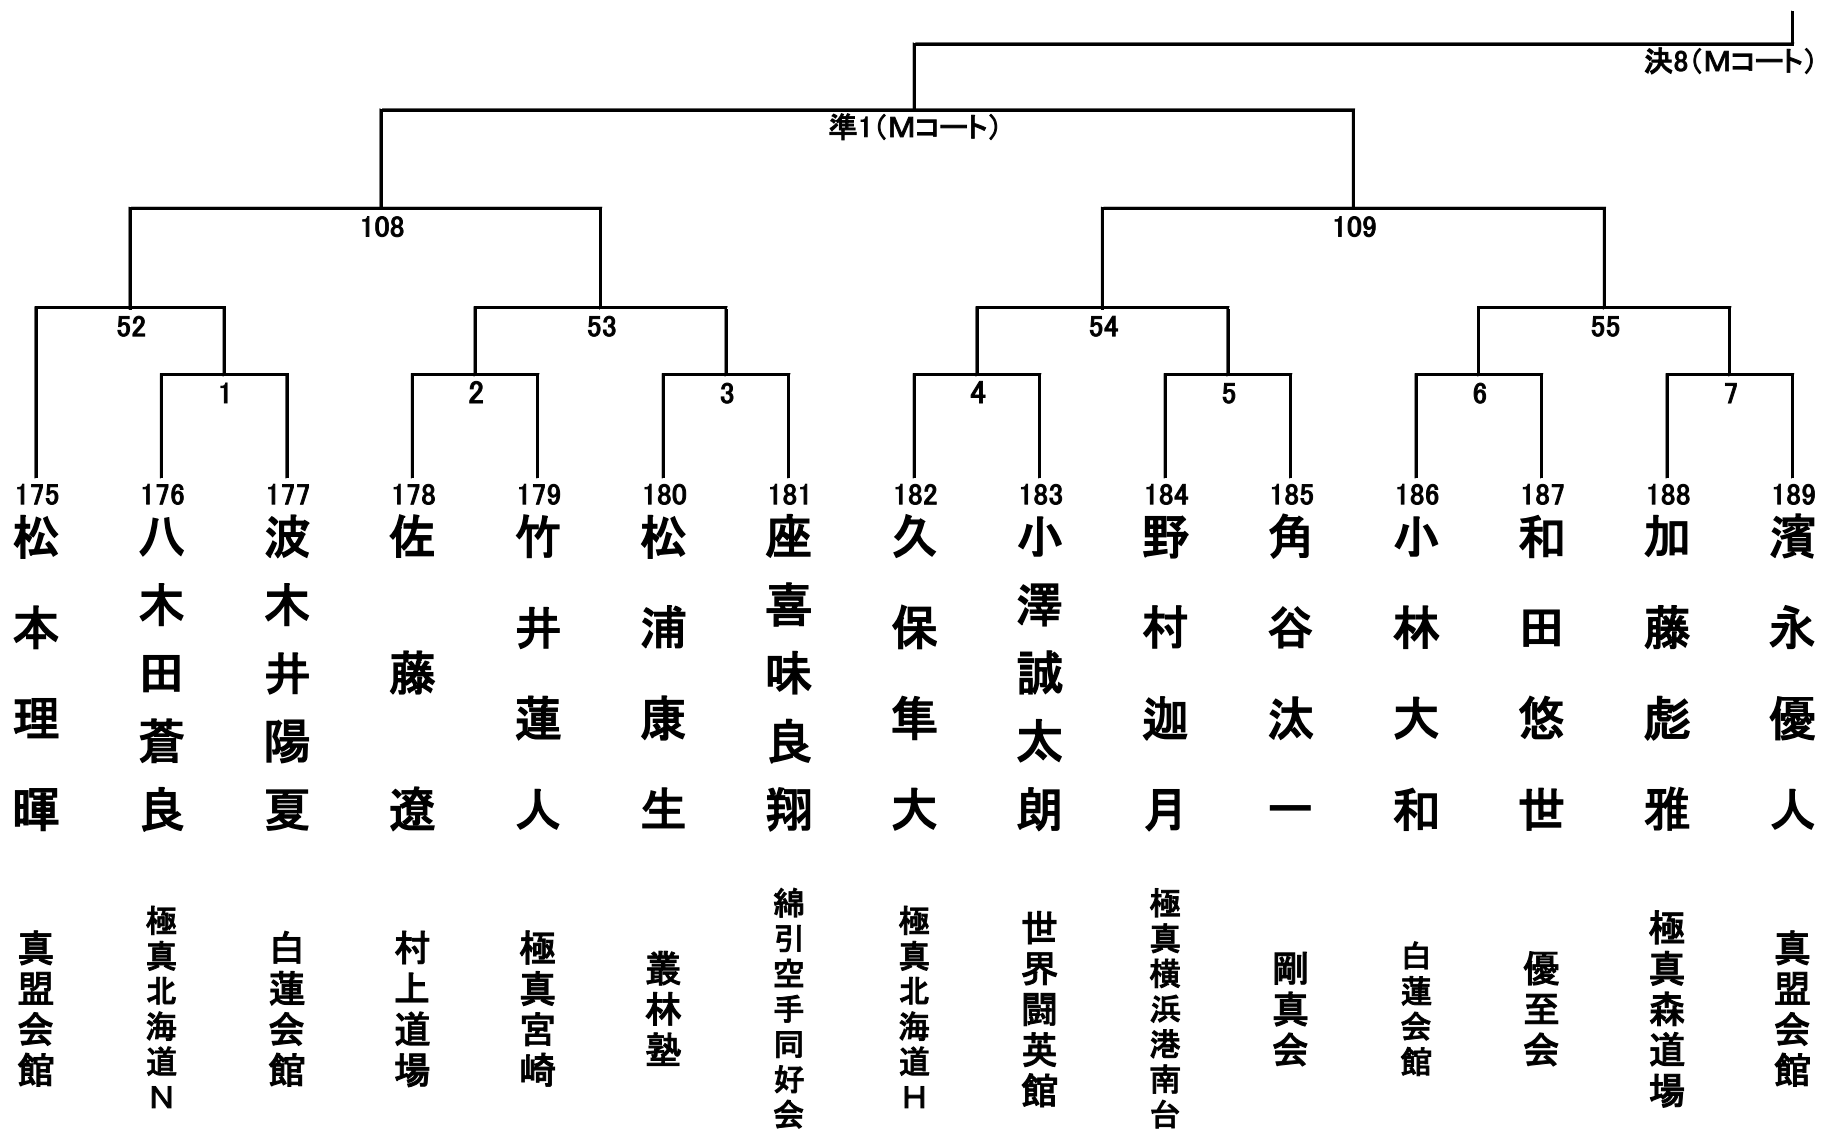 決8(Mコート)
準1(Mコート)
108
109
52
53
54
55
1
2
3
4
5
6
7
175
松本理暉
真盟会館
176
八木田蒼良
極真北海道N
177
波木井陽夏
白蓮会館
178
佐藤遼
村上道場
179
竹井蓮人
極真宮崎
180
松浦康生
叢林塾
181
座喜味良翔
綿引空手同好会
182
久保隼大
極真北海道H
183
小澤誠太朗
世界闘英館
184
野村迦月
極真横浜港南台
185
角谷汰一
剛真会
186
小林大和
白蓮会館
187
和田悠世
優至会
188
加藤彪雅
極真森道場
189
濱永優人
真盟会館